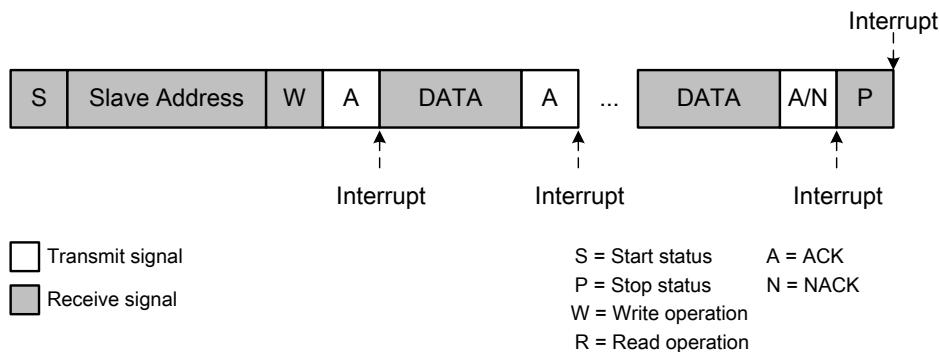 Interrupt
S Slave Address W A DATA A ... DATA A/N P
Interrupt Interrupt Interrupt
Transmit signal
Receive signal
S = Start status A = ACK
P = Stop status N = NACK
W = Write operation
R = Read operation